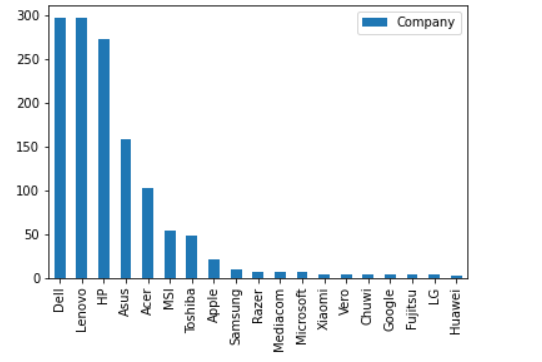 300
250
200
150
100
50
0
Company
Dell
Lenovo
HP
Asus
Acer
MSI
Toshiba
Apple
Samsung
Razer
Mediacom
Microsoft
Xiaomi
Vero
Chuwi
Google
Fujitsu
LG
Huawei